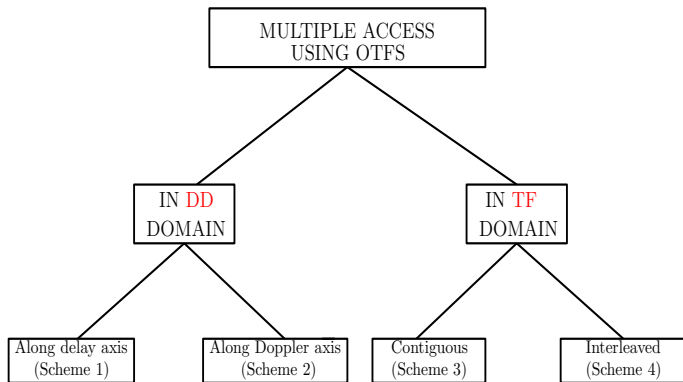 MULTIPLE ACCESS
USING OTFS
IN DD
DOMAIN
IN TF
DOMAIN
Along delay axis
(Scheme 1)
Along Doppler axis
(Scheme 2)
Contiguous
(Scheme 3)
Interleaved
(Scheme 4)